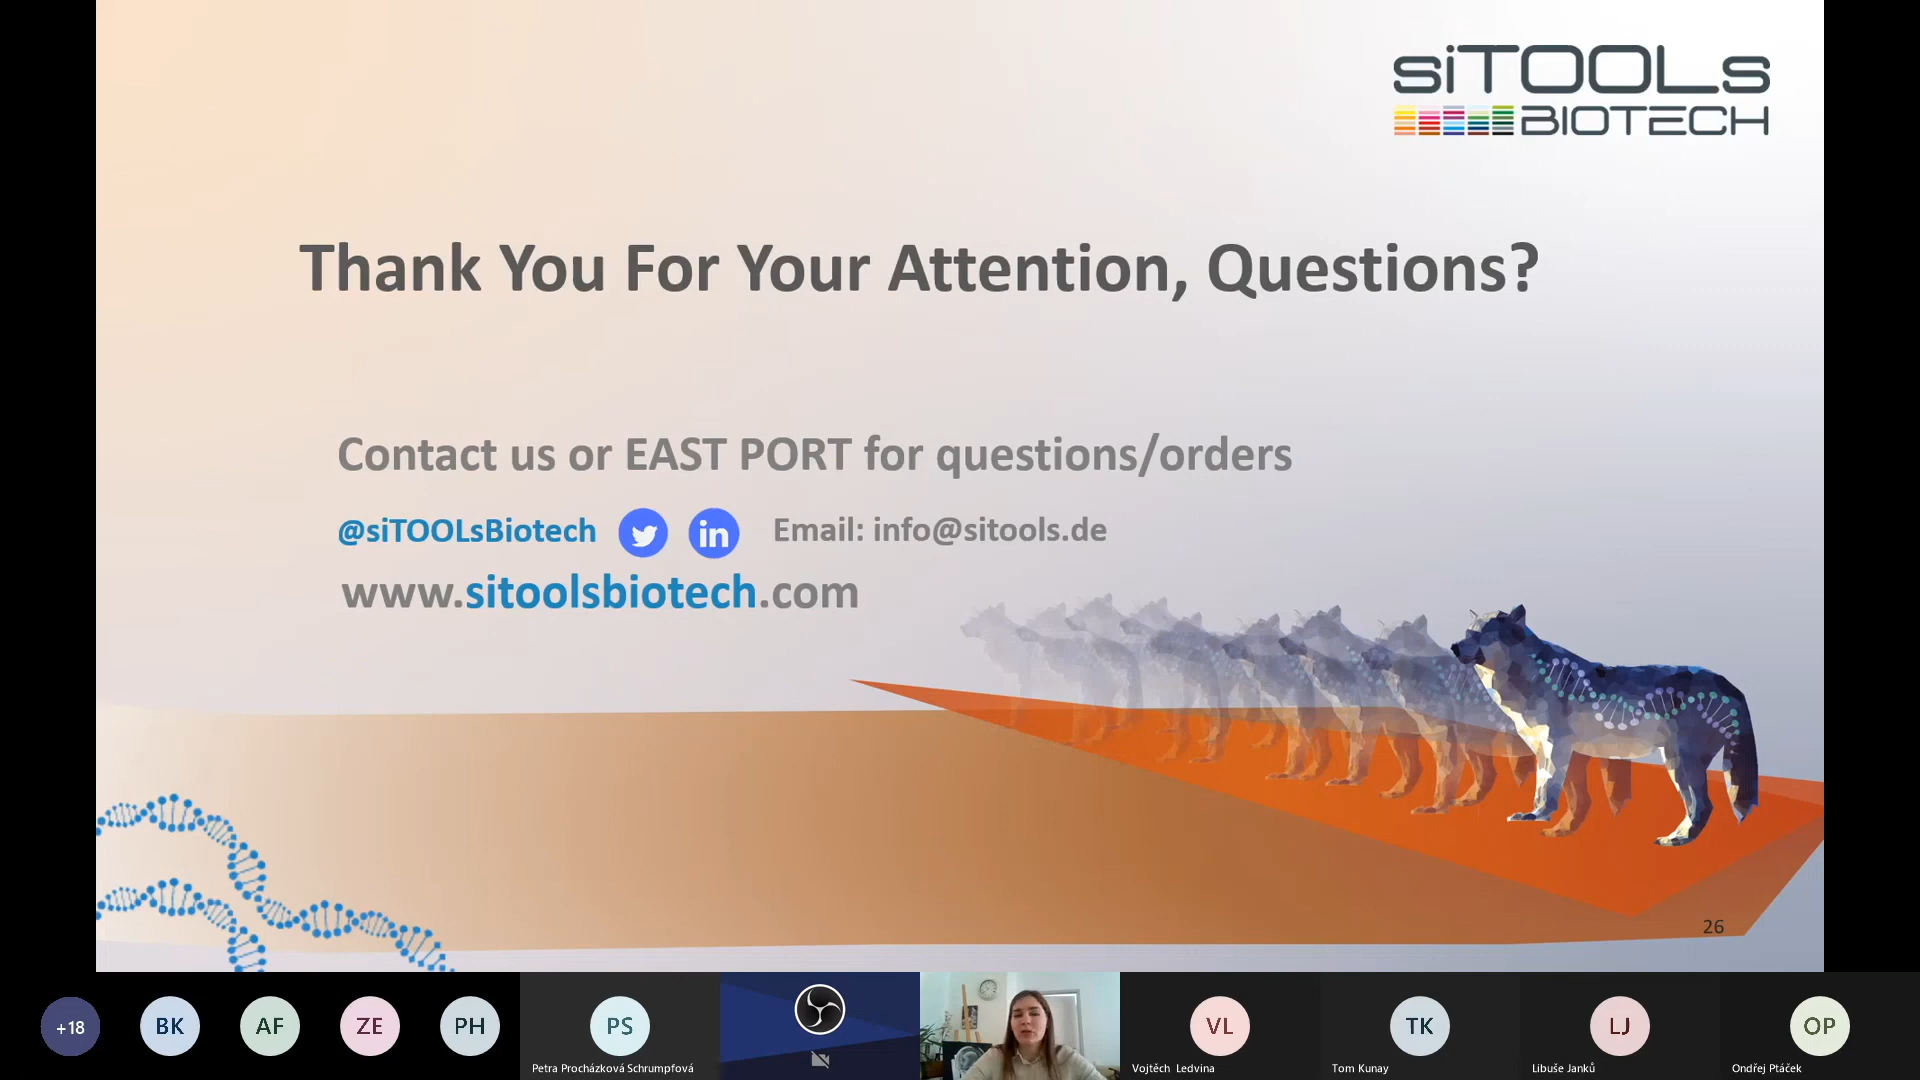 siTOOLs
BIOTECH
Thank You For Your Attention, Questions?
Contact us or EAST PORT for questions/orders
@siTOOLsBiotech in Email: info@sitools.de
www.sitoolsbiotech.com
26
+18 BK AF ZE PH PS VL TK LJ OP
Petra Procházková Schrumpfová Vojtěch Ledvina Tom Kunay Libuše Janků Ondřej Ptáček